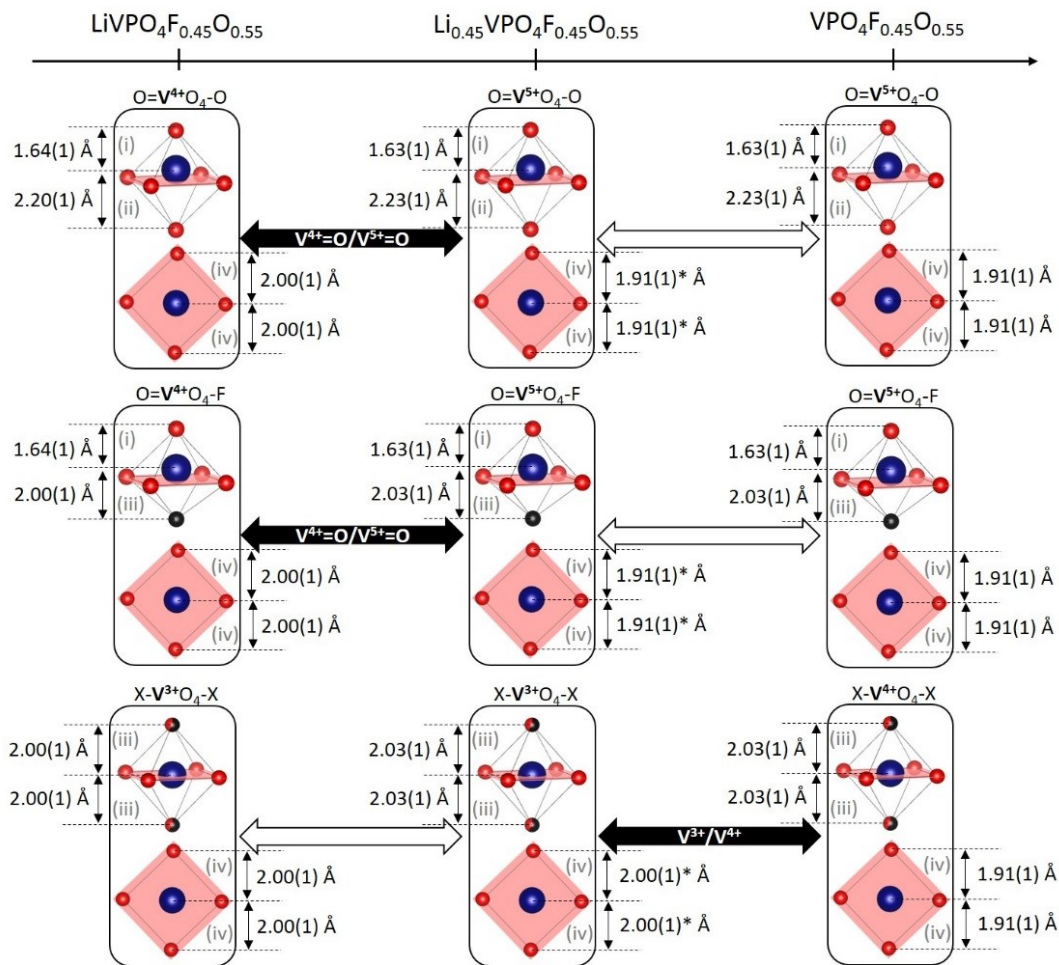 LiVPO₄F₀.₄₅O₀.₅₅ Li₀.₄₅VPO₄F₀.₄₅O₀.₅₅ VPO₄F₀.₄₅O₀.₅₅
O=V⁴⁺O₄-O O=V⁵⁺O₄-O O=V⁵⁺O₄-O
1.64(1) Å (i) 1.63(1) Å (i) 1.63(1) Å (i)
2.20(1) Å (ii) 2.23(1) Å (ii) 2.23(1) Å (ii)
V⁴⁺=O/V⁵⁺=O
(iv) 2.00(1) Å (iv) 1.91(1)* Å (iv) 1.91(1) Å
(iv) 2.00(1) Å (iv) 1.91(1)* Å (iv) 1.91(1) Å
O=V⁴⁺O₄-F O=V⁵⁺O₄-F O=V⁵⁺O₄-F
1.64(1) Å (i) 1.63(1) Å (i) 1.63(1) Å (i)
2.00(1) Å (iii) 2.03(1) Å (iii) 2.03(1) Å (iii)
V⁴⁺=O/V⁵⁺=O
(iv) 2.00(1) Å (iv) 1.91(1)* Å (iv) 1.91(1) Å
(iv) 2.00(1) Å (iv) 1.91(1)* Å (iv) 1.91(1) Å
X-V³⁺O₄-X X-V³⁺O₄-X X-V⁴⁺O₄-X
2.00(1) Å (iii) 2.03(1) Å (iii) 2.03(1) Å (iii)
2.00(1) Å (iii) 2.03(1) Å (iii) 2.03(1) Å (iii)
V³⁺/V⁴⁺
(iv) 2.00(1) Å (iv) 2.00(1)* Å (iv) 1.91(1) Å
(iv) 2.00(1) Å (iv) 2.00(1)* Å (iv) 1.91(1) Å